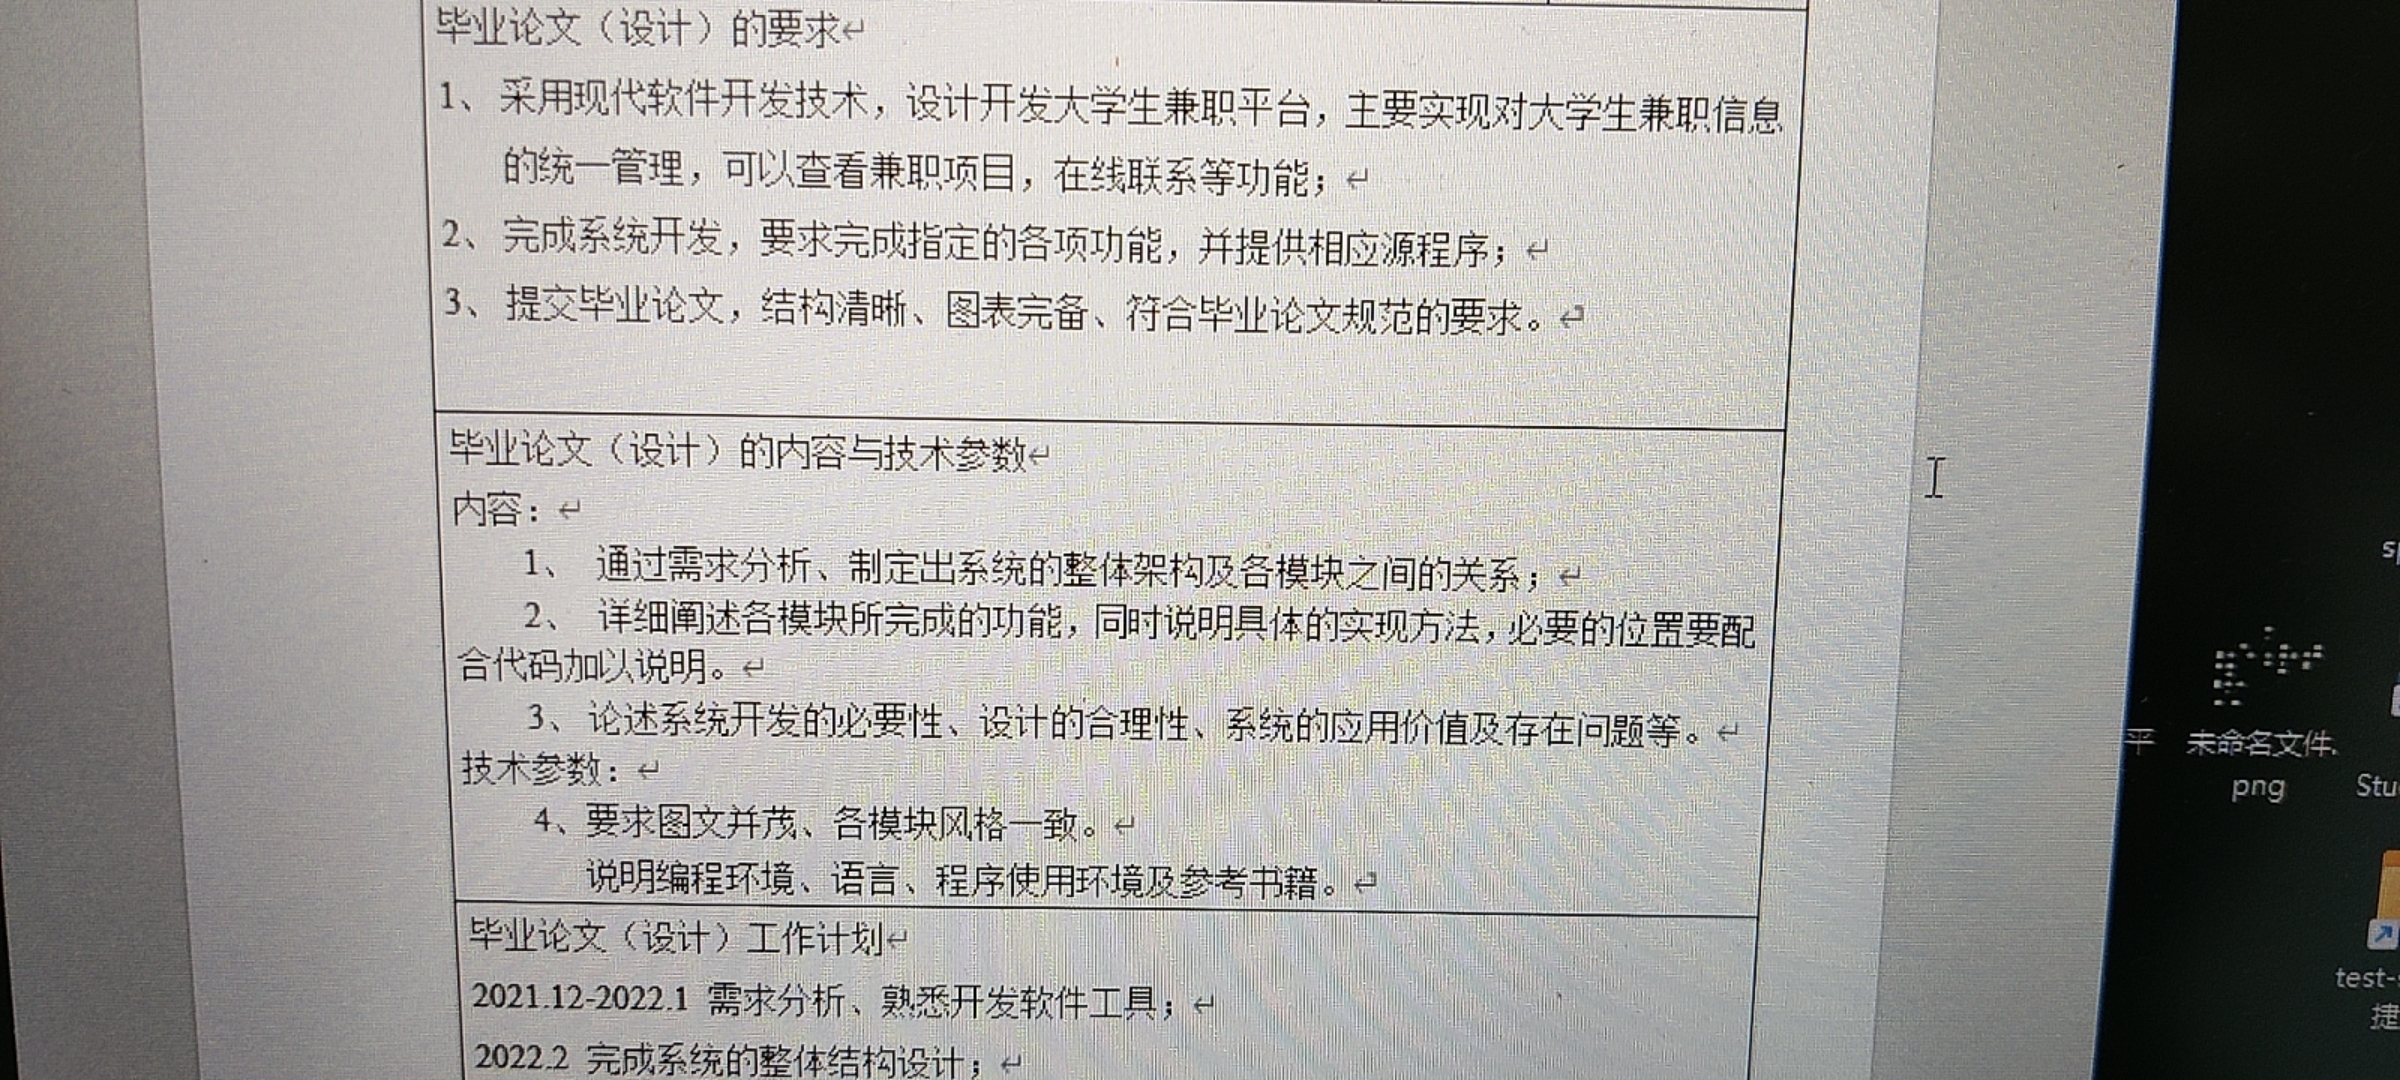 毕业论文（设计）的要求
1、采用现代软件开发技术，设计开发大学生兼职平台，主要实现对大学生兼职信息
的统一管理，可以查看兼职项目，在线联系等功能；
2、完成系统开发，要求完成指定的各项功能，并提供相应源程序；
3、提交毕业论文，结构清晰、图表完备、符合毕业论文规范的要求。
毕业论文（设计）的内容与技术参数
内容：
1、 通过需求分析、制定出系统的整体架构及各模块之间的关系；
2、 详细阐述各模块所完成的功能，同时说明具体的实现方法，必要的位置要配
合代码加以说明。
3、论述系统开发的必要性、设计的合理性、系统的应用价值及存在问题等。
技术参数：
4、要求图文并茂、各模块风格一致。
说明编程环境、语言、程序使用环境及参考书籍。
毕业论文（设计）工作计划
2021.12-2022.1 需求分析、熟悉开发软件工具；
2022.2 完成系统的整体结构设计；
平
未命名文件.
png
Stu
test-
捷